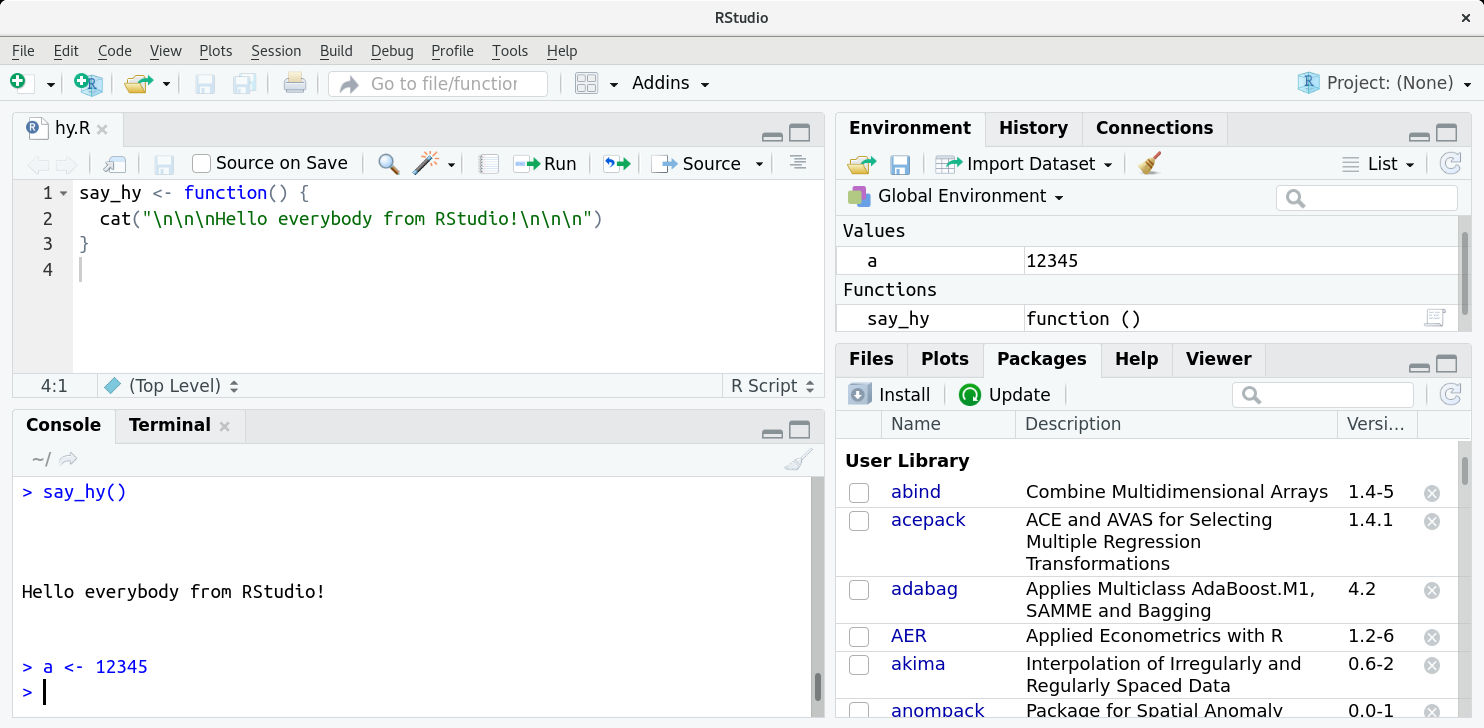 RStudio
File Edit Code View Plots Session Build Debug Profile Tools Help
Go to file/function Addins Project: (None)
hy.R
Source on Save Run Source
1 say_hy <- function() {
2 cat("\n\n\nHello everybody from RStudio!\n\n\n")
3 }
4
4:1 (Top Level) R Script
Console Terminal
~/
> say_hy()
Hello everybody from RStudio!
> a <- 12345
>
Environment History Connections
Import Dataset List
Global Environment
Values
a 12345
Functions
say_hy function ()
Files Plots Packages Help Viewer
Install Update
Name Description Versi...
User Library
abind Combine Multidimensional Arrays 1.4-5
acepack ACE and AVAS for Selecting 1.4.1
Multiple Regression
Transformations
adabag Applies Multiclass AdaBoost.M1, 4.2
SAMME and Bagging
AER Applied Econometrics with R 1.2-6
akima Interpolation of Irregularly and 0.6-2
Regularly Spaced Data
anompack Package for Spatial Anomaly 0.0-1